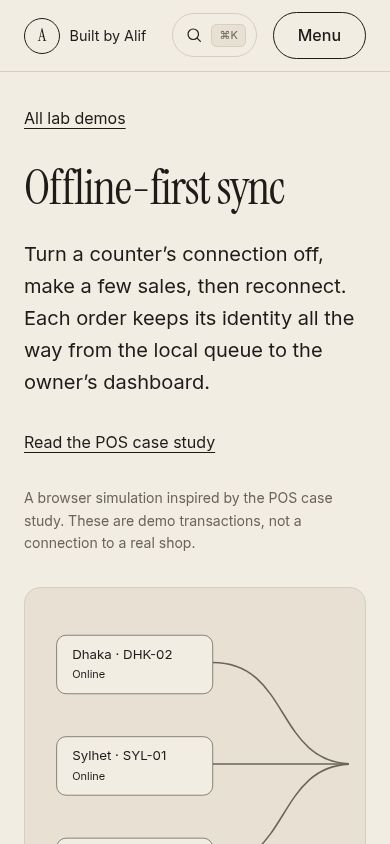 A Built by Alif ⌘K Menu
All lab demos
Offline-first sync
Turn a counter’s connection off,
make a few sales, then reconnect.
Each order keeps its identity all the
way from the local queue to the
owner’s dashboard.
Read the POS case study
A browser simulation inspired by the POS case
study. These are demo transactions, not a
connection to a real shop.
Dhaka · DHK-02
Online
Sylhet · SYL-01
Online